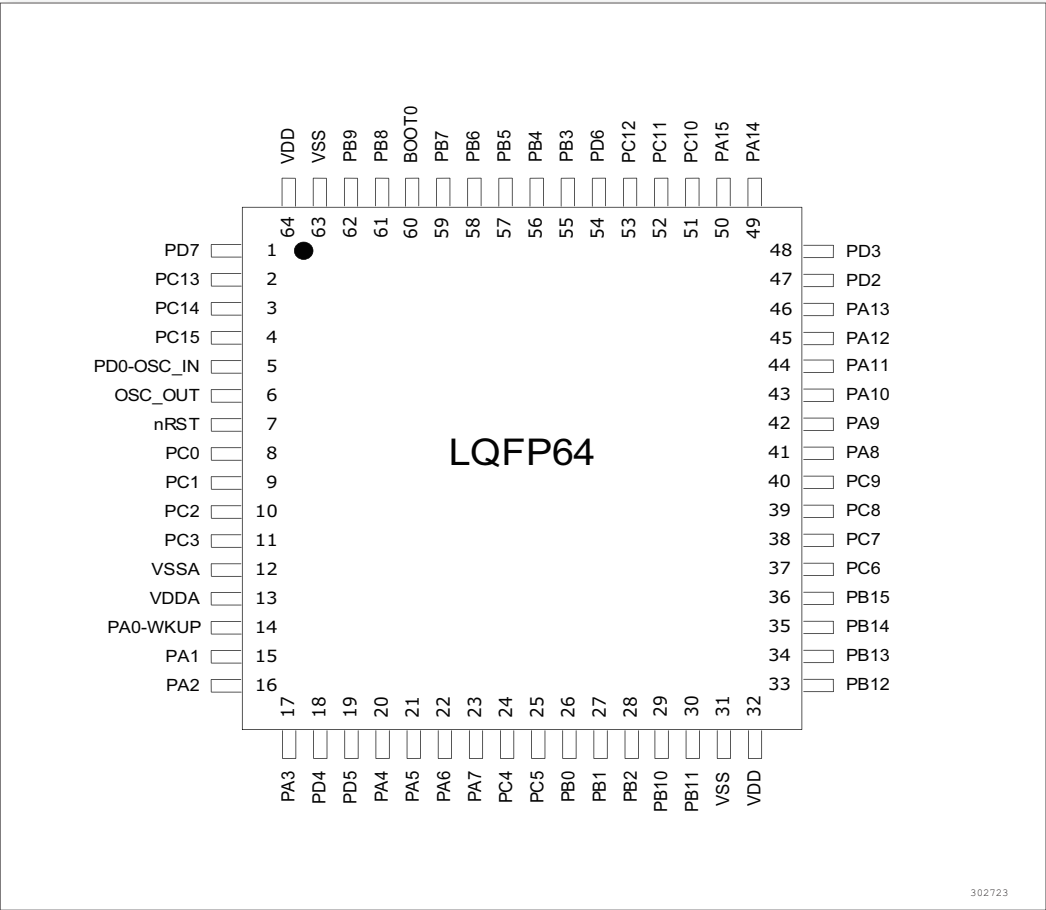 VDD VSS PB9 PB8 BOOT0 PB7 PB6 PB5 PB4 PB3 PD6 PC12 PC11 PC10 PA15 PA14
64 63 62 61 60 59 58 57 56 55 54 53 52 51 50 49
PD7 1 48 PD3
PC13 2 47 PD2
PC14 3 46 PA13
PC15 4 45 PA12
PD0-OSC_IN 5 44 PA11
OSC_OUT 6 43 PA10
nRST 7 42 PA9
PC0 8 LQFP64 41 PA8
PC1 9 40 PC9
PC2 10 39 PC8
PC3 11 38 PC7
VSSA 12 37 PC6
VDDA 13 36 PB15
PA0-WKUP 14 35 PB14
PA1 15 34 PB13
PA2 16 33 PB12
17 18 19 20 21 22 23 24 25 26 27 28 29 30 31 32
PA3 PD4 PD5 PA4 PA5 PA6 PA7 PC4 PC5 PB0 PB1 PB2 PB10 PB11 VSS VDD
302723